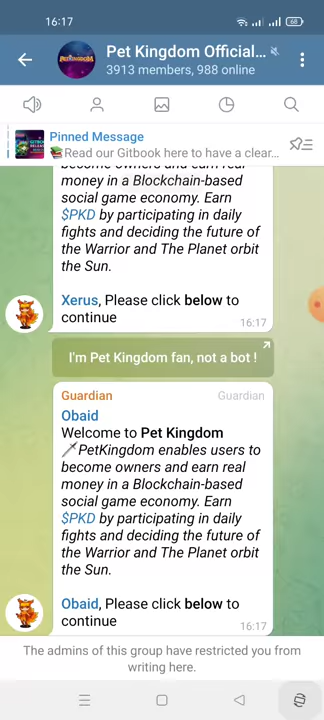 16:17
68
Pet Kingdom Official...
3913 members, 988 online
Pinned Message
📚Read our Gitbook here to have a clear...
become owners and earn real
money in a Blockchain-based
social game economy. Earn
$PKD by participating in daily
fights and deciding the future of
the Warrior and The Planet orbit
the Sun.
Xerus, Please click below to
continue
16:17
I'm Pet Kingdom fan, not a bot !
Guardian Guardian
Obaid
Welcome to Pet Kingdom
PetKingdom enables users to
become owners and earn real
money in a Blockchain-based
social game economy. Earn
$PKD by participating in daily
fights and deciding the future of
the Warrior and The Planet orbit
the Sun.
Obaid, Please click below to
continue
16:17
The admins of this group have restricted you from
writing here.